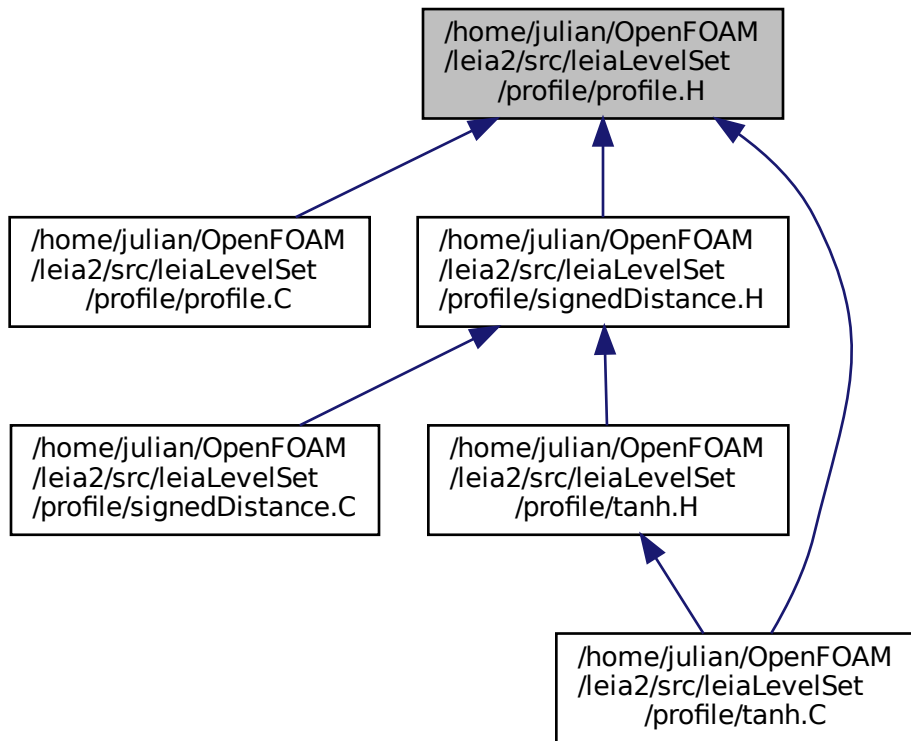 /home/julian/OpenFOAM
/leia2/src/leiaLevelSet
/profile/profile.H
/home/julian/OpenFOAM
/leia2/src/leiaLevelSet
/profile/profile.C
/home/julian/OpenFOAM
/leia2/src/leiaLevelSet
/profile/signedDistance.H
/home/julian/OpenFOAM
/leia2/src/leiaLevelSet
/profile/signedDistance.C
/home/julian/OpenFOAM
/leia2/src/leiaLevelSet
/profile/tanh.H
/home/julian/OpenFOAM
/leia2/src/leiaLevelSet
/profile/tanh.C